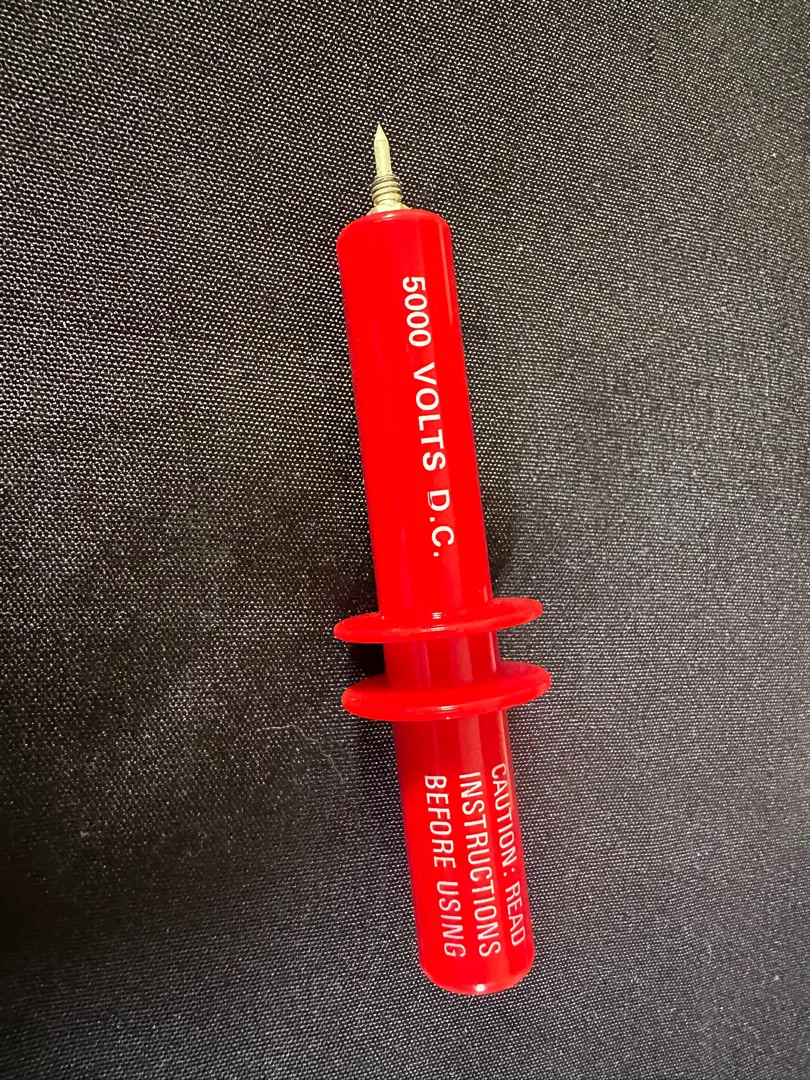 5000 VOLTS D.C.
CAUTION: READ
INSTRUCTIONS
BEFORE USING